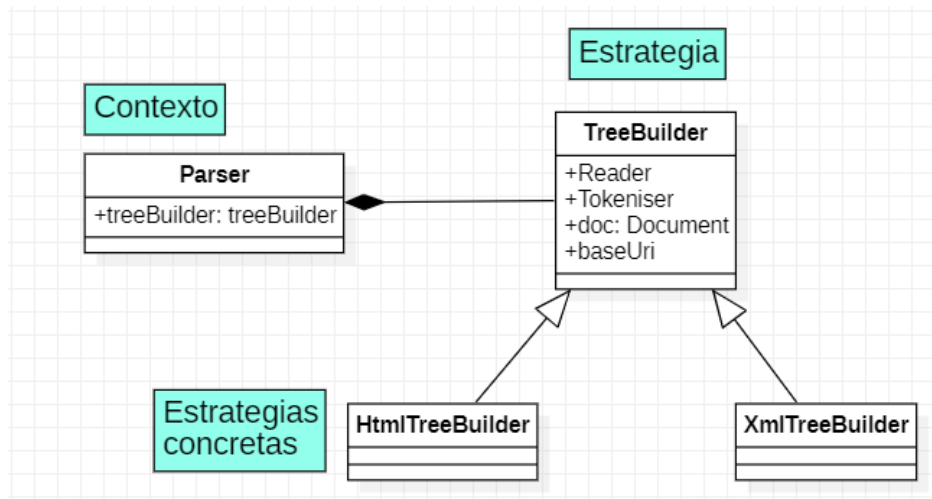 Estrategia
Contexto
TreeBuilder
Parser
+Reader
+Tokeniser
+treeBuilder: treeBuilder
+doc: Document
+baseUri
Estrategias
concretas
HtmlTreeBuilder
XmlTreeBuilder